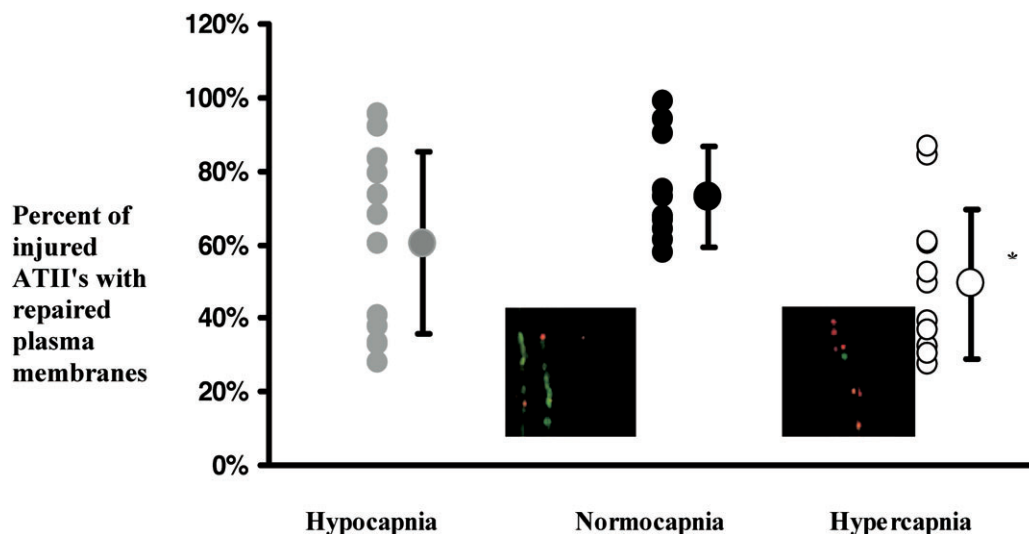 120%
100%
80%
60%
40%
20%
0%
Percent of
injured
ATII's with
repaired
plasma
membranes
*
Hypocapnia
Normocapnia
Hypercapnia